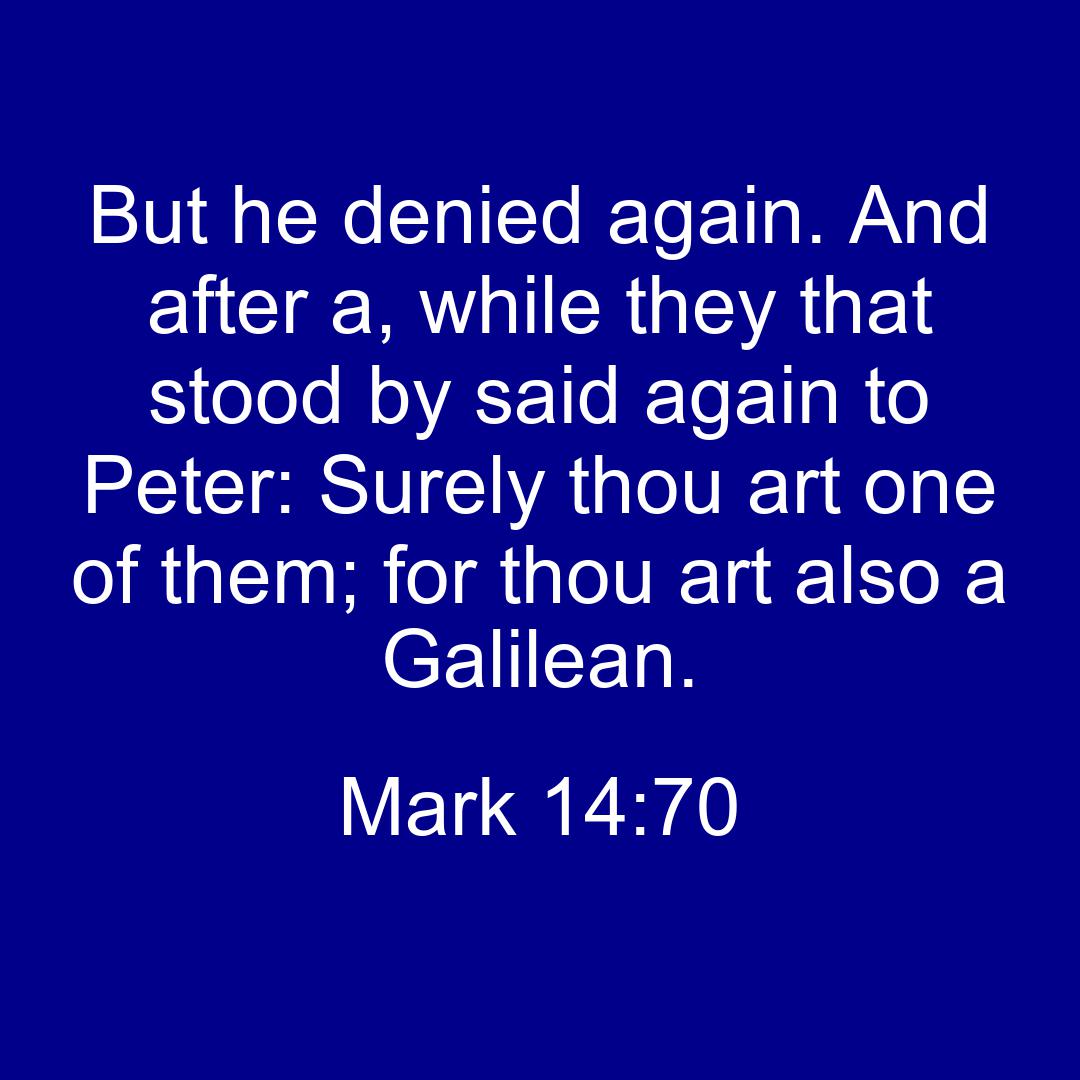 But he denied again. And
after a, while they that
stood by said again to
Peter: Surely thou art one
of them; for thou art also a
Galilean.
Mark 14:70